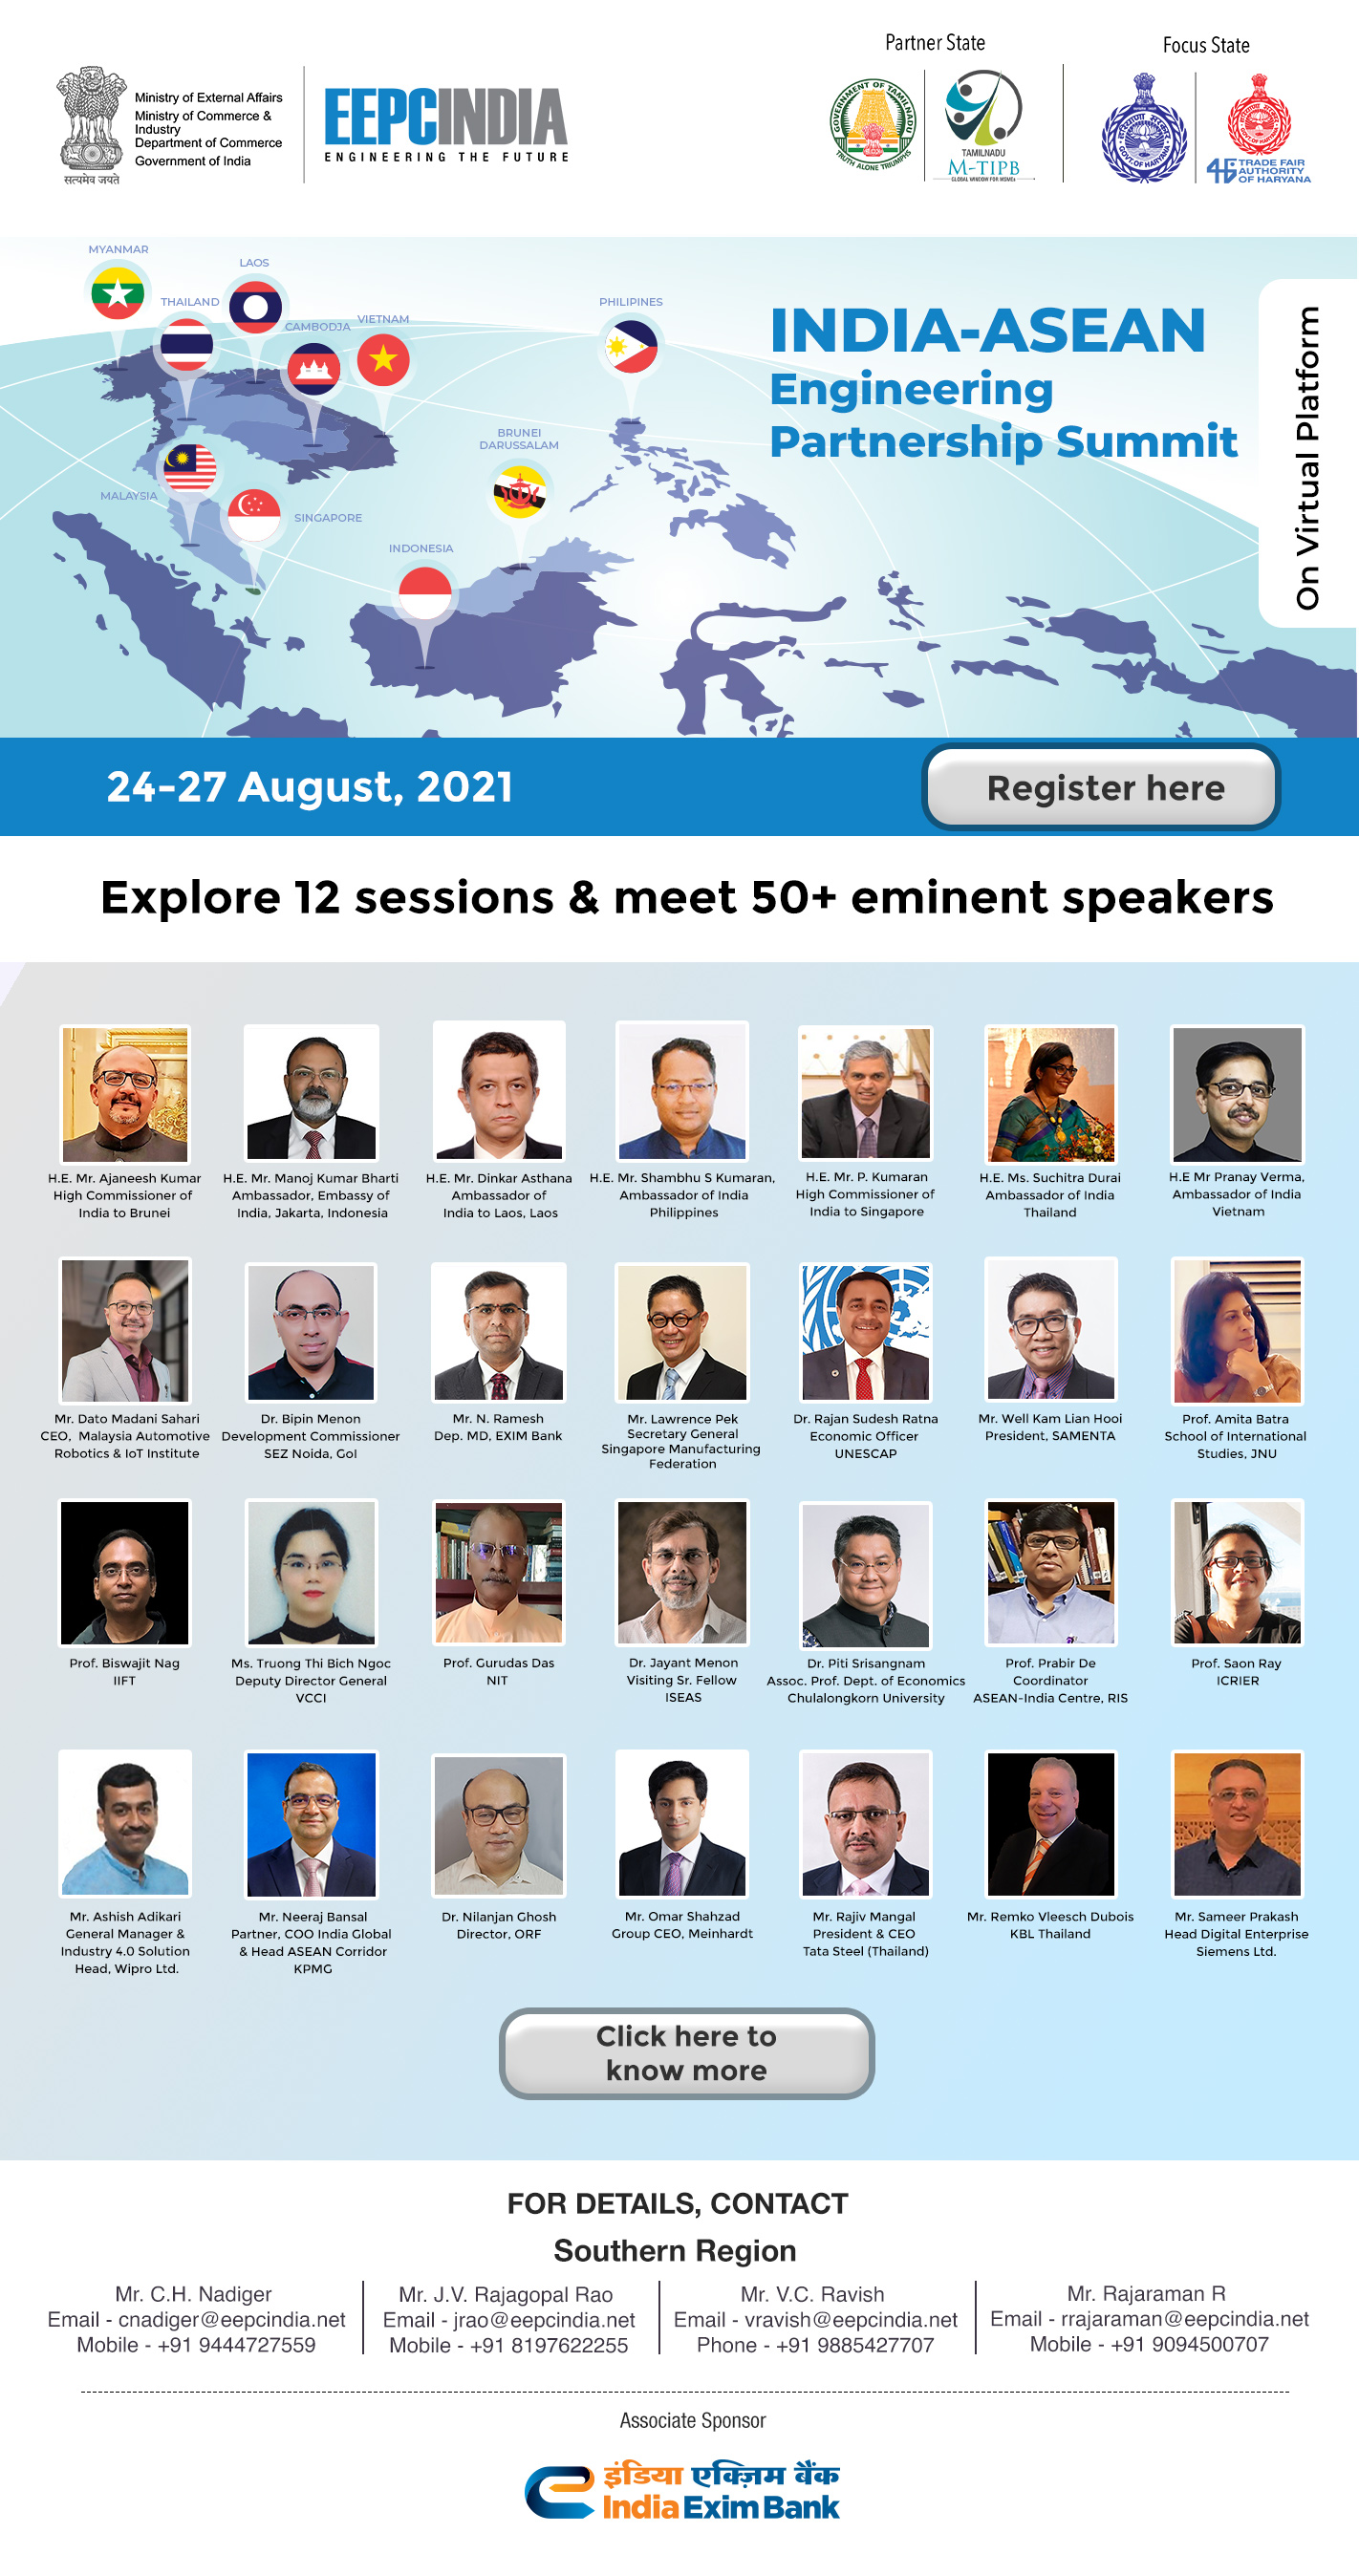 Partner State
Focus State
Ministry of External Affairs
Ministry of Commerce &
Industry
Department of Commerce
Government of India
सत्यमेव जयते
EEPCINDIA
ENGINEERING THE FUTURE
GOVERNMENT OF TAMILNADU
TRUTH ALONE TRIUMPHS
TAMILNADU
M-TIPB
GOVT OF HARYANA
TRADE FAIR
AUTHORITY
OF HARYANA
MYANMAR
LAOS
THAILAND
CAMBODJA
VIETNAM
PHILIPINES
BRUNEI
DARUSSALAM
MALAYSIA
SINGAPORE
INDONESIA
INDIA-ASEAN
Engineering
Partnership Summit
On Virtual Platform
24-27 August, 2021
Register here
Explore 12 sessions & meet 50+ eminent speakers
H.E. Mr. Ajaneesh Kumar
High Commissioner of
India to Brunei
H.E. Mr. Manoj Kumar Bharti
Ambassador, Embassy of
India, Jakarta, Indonesia
H.E. Mr. Dinkar Asthana
Ambassador of
India to Laos, Laos
H.E. Mr. Shambhu S Kumaran,
Ambassador of India
Philippines
H.E. Mr. P. Kumaran
High Commissioner of
India to Singapore
H.E. Ms. Suchitra Durai
Ambassador of India
Thailand
H.E Mr Pranay Verma,
Ambassador of India
Vietnam
Mr. Dato Madani Sahari
CEO, Malaysia Automotive
Robotics & IoT Institute
Dr. Bipin Menon
Development Commissioner
SEZ Noida, GoI
Mr. N. Ramesh
Dep. MD, EXIM Bank
Mr. Lawrence Pek
Secretary General
Singapore Manufacturing
Federation
Dr. Rajan Sudesh Ratna
Economic Officer
UNESCAP
Mr. Well Kam Lian Hooi
President, SAMENTA
Prof. Amita Batra
School of International
Studies, JNU
Prof. Biswajit Nag
IIFT
Ms. Truong Thi Bich Ngoc
Deputy Director General
VCCI
Prof. Gurudas Das
NIT
Dr. Jayant Menon
Visiting Sr. Fellow
ISEAS
Dr. Piti Srisangnam
Assoc. Prof. Dept. of Economics
Chulalongkorn University
Prof. Prabir De
Coordinator
ASEAN-India Centre, RIS
Prof. Saon Ray
ICRIER
Mr. Ashish Adikari
General Manager &
Industry 4.0 Solution
Head, Wipro Ltd.
Mr. Neeraj Bansal
Partner, COO India Global
& Head ASEAN Corridor
KPMG
Dr. Nilanjan Ghosh
Director, ORF
Mr. Omar Shahzad
Group CEO, Meinhardt
Mr. Rajiv Mangal
President & CEO
Tata Steel (Thailand)
Mr. Remko Vleesch Dubois
KBL Thailand
Mr. Sameer Prakash
Head Digital Enterprise
Siemens Ltd.
Click here to
know more
FOR DETAILS, CONTACT
Southern Region
Mr. C.H. Nadiger
Email - cnadiger@eepcindia.net
Mobile - +91 9444727559
Mr. J.V. Rajagopal Rao
Email - jrao@eepcindia.net
Mobile - +91 8197622255
Mr. V.C. Ravish
Email - vravish@eepcindia.net
Phone - +91 9885427707
Mr. Rajaraman R
Email - rrajaraman@eepcindia.net
Mobile - +91 9094500707
Associate Sponsor
इंडिया एक्ज़िम बैंक
India Exim Bank